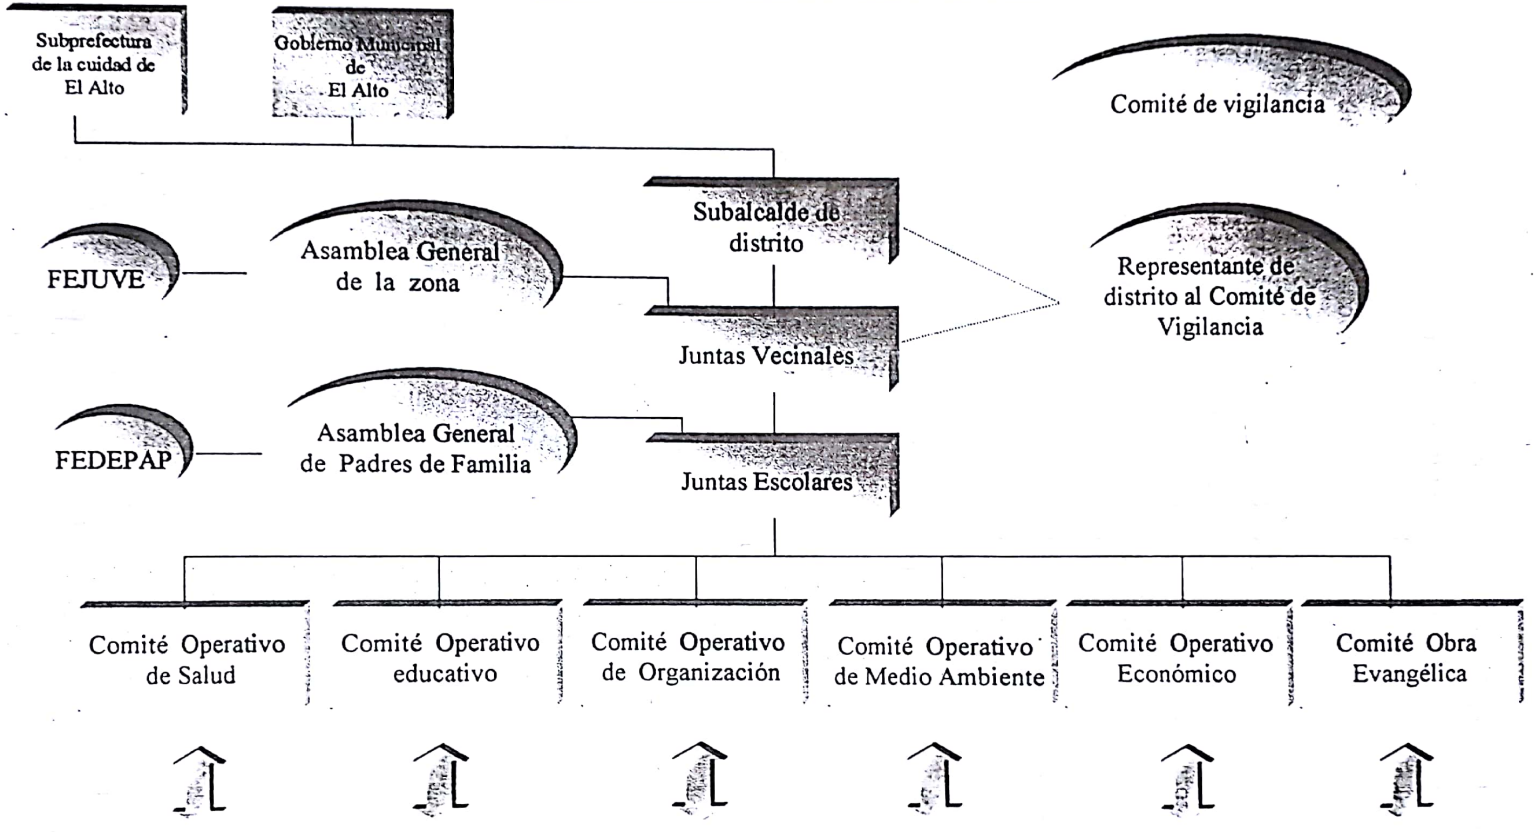 Subprefectura
de la cuidad de
El Alto
Gobierno Municipal
de
El Alto
Comité de vigilancia
Subalcalde de
distrito
FEJUVE
Asamblea General
de la zona
Representante de
distrito al Comité de
Vigilancia
Juntas Vecinales
FEDEPAP
Asamblea General
de Padres de Familia
Juntas Escolares
Comité Operativo
de Salud
Comité Operativo
educativo
Comité Operativo
de Organización
Comité Operativo
de Medio Ambiente
Comité Operativo
Económico
Comité Obra
Evangélica